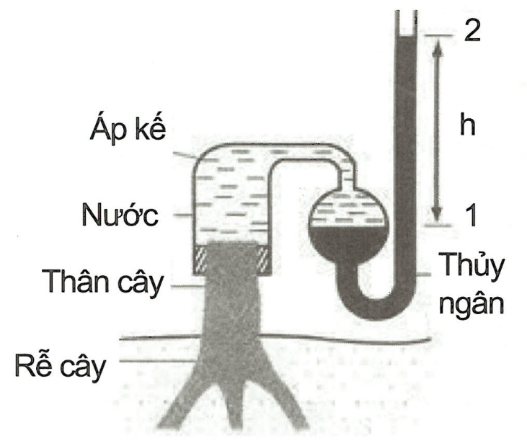 2
Áp kế
h
Nước
1
Thân cây
Thủy
ngân
Rễ cây